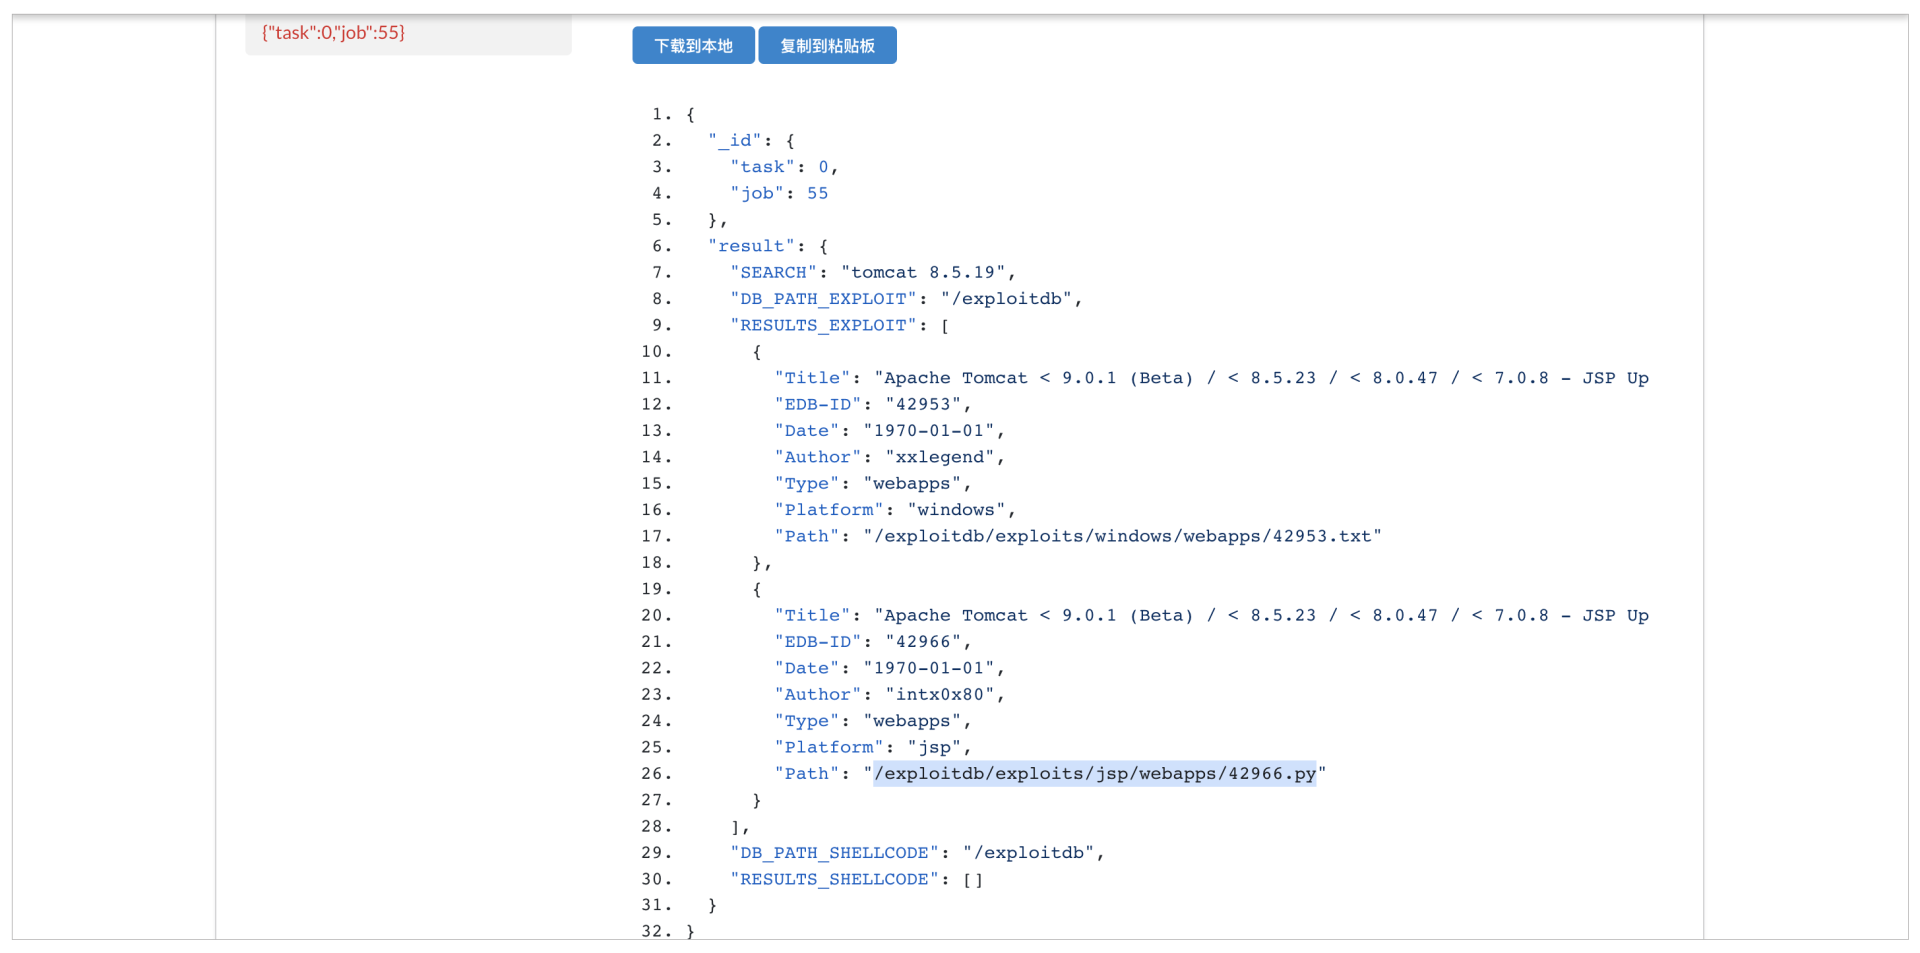 {"task":0,"job":55}
下载到本地 复制到粘贴板
1. {
2. "_id": {
3. "task": 0,
4. "job": 55
5. },
6. "result": {
7. "SEARCH": "tomcat 8.5.19",
8. "DB_PATH_EXPLOIT": "/exploitdb",
9. "RESULTS_EXPLOIT": [
10. {
11. "Title": "Apache Tomcat < 9.0.1 (Beta) / < 8.5.23 / < 8.0.47 / < 7.0.8 - JSP Up
12. "EDB-ID": "42953",
13. "Date": "1970-01-01",
14. "Author": "xxlegend",
15. "Type": "webapps",
16. "Platform": "windows",
17. "Path": "/exploitdb/exploits/windows/webapps/42953.txt"
18. },
19. {
20. "Title": "Apache Tomcat < 9.0.1 (Beta) / < 8.5.23 / < 8.0.47 / < 7.0.8 - JSP Up
21. "EDB-ID": "42966",
22. "Date": "1970-01-01",
23. "Author": "intx0x80",
24. "Type": "webapps",
25. "Platform": "jsp",
26. "Path": "/exploitdb/exploits/jsp/webapps/42966.py"
27. }
28. ],
29. "DB_PATH_SHELLCODE": "/exploitdb",
30. "RESULTS_SHELLCODE": []
31. }
32. }